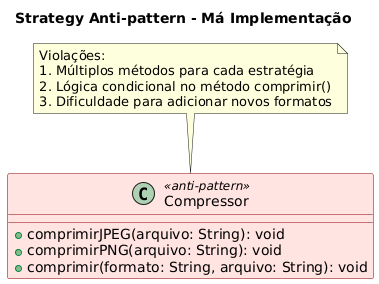 Strategy Anti-pattern - Má Implementação
Violações:
1. Múltiplos métodos para cada estratégia
2. Lógica condicional no método comprimir()
3. Dificuldade para adicionar novos formatos
C
«anti-pattern»
Compressor
comprimirJPEG(arquivo: String): void
comprimirPNG(arquivo: String): void
comprimir(formato: String, arquivo: String): void